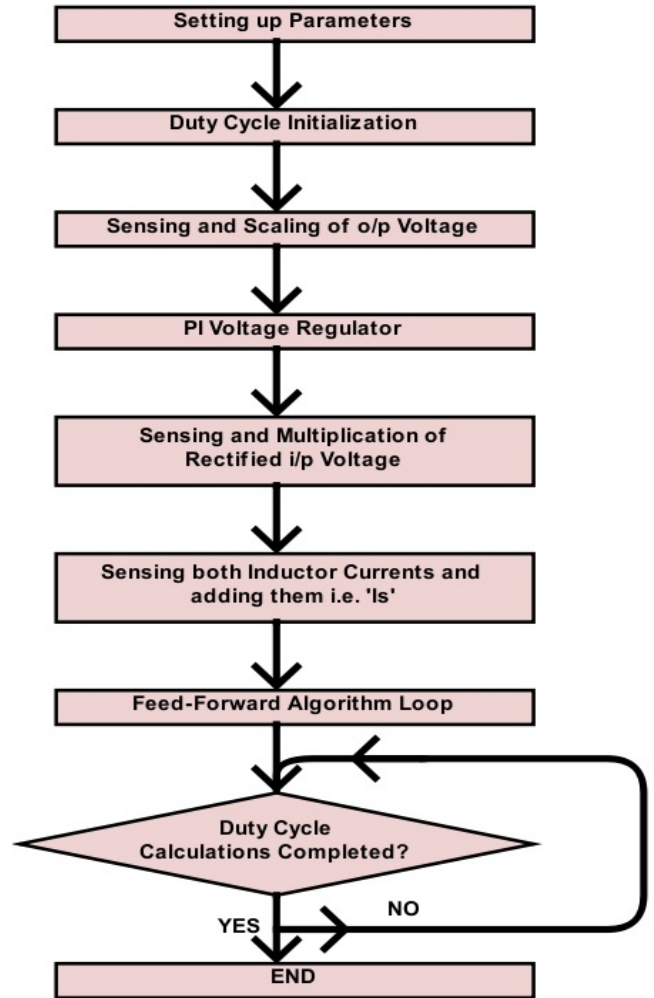 Setting up Parameters
Duty Cycle Initialization
Sensing and Scaling of o/p Voltage
PI Voltage Regulator
Sensing and Multiplication of
Rectified i/p Voltage
Sensing both Inductor Currents and
adding them i.e. 'Is'
Feed-Forward Algorithm Loop
Duty Cycle
Calculations Completed?
NO
YES
END